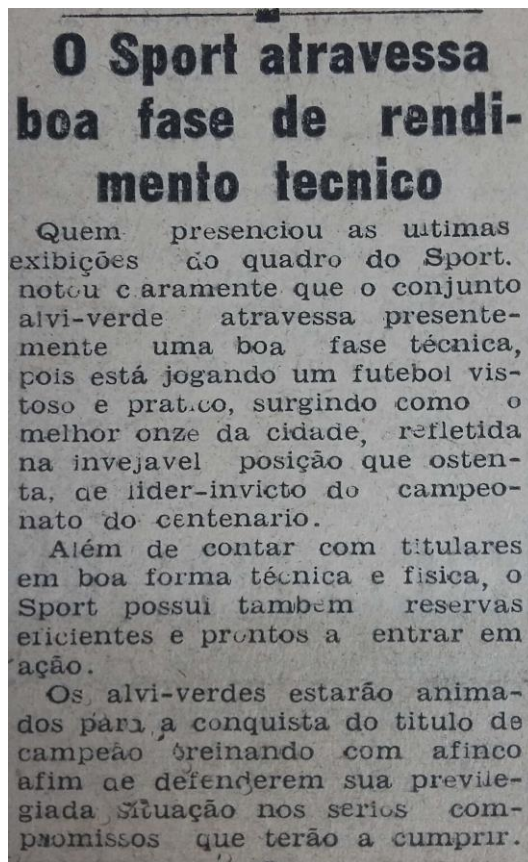 O Sport atravessa
boa fase de rendi-
mento tecnico
Quem presenciou as ultimas
exibições do quadro do Sport.
notou claramente que o conjunto
alvi-verde atravessa presente-
mente uma boa fase técnica,
pois está jogando um futebol vis-
toso e pratico, surgindo como o
melhor onze da cidade, refletida
na invejavel posição que osten-
ta, de lider-invicto do campeo-
nato do centenario.
Além de contar com titulares
em boa forma técnica e fisica, o
Sport possui tambem reservas
eficientes e prontos a entrar em
ação.
Os alvi-verdes estarão anima-
dos para a conquista do titulo de
campeão treinando com afinco
afim de defenderem sua previle-
giada situação nos serios com-
paomissos que terão a cumprir.